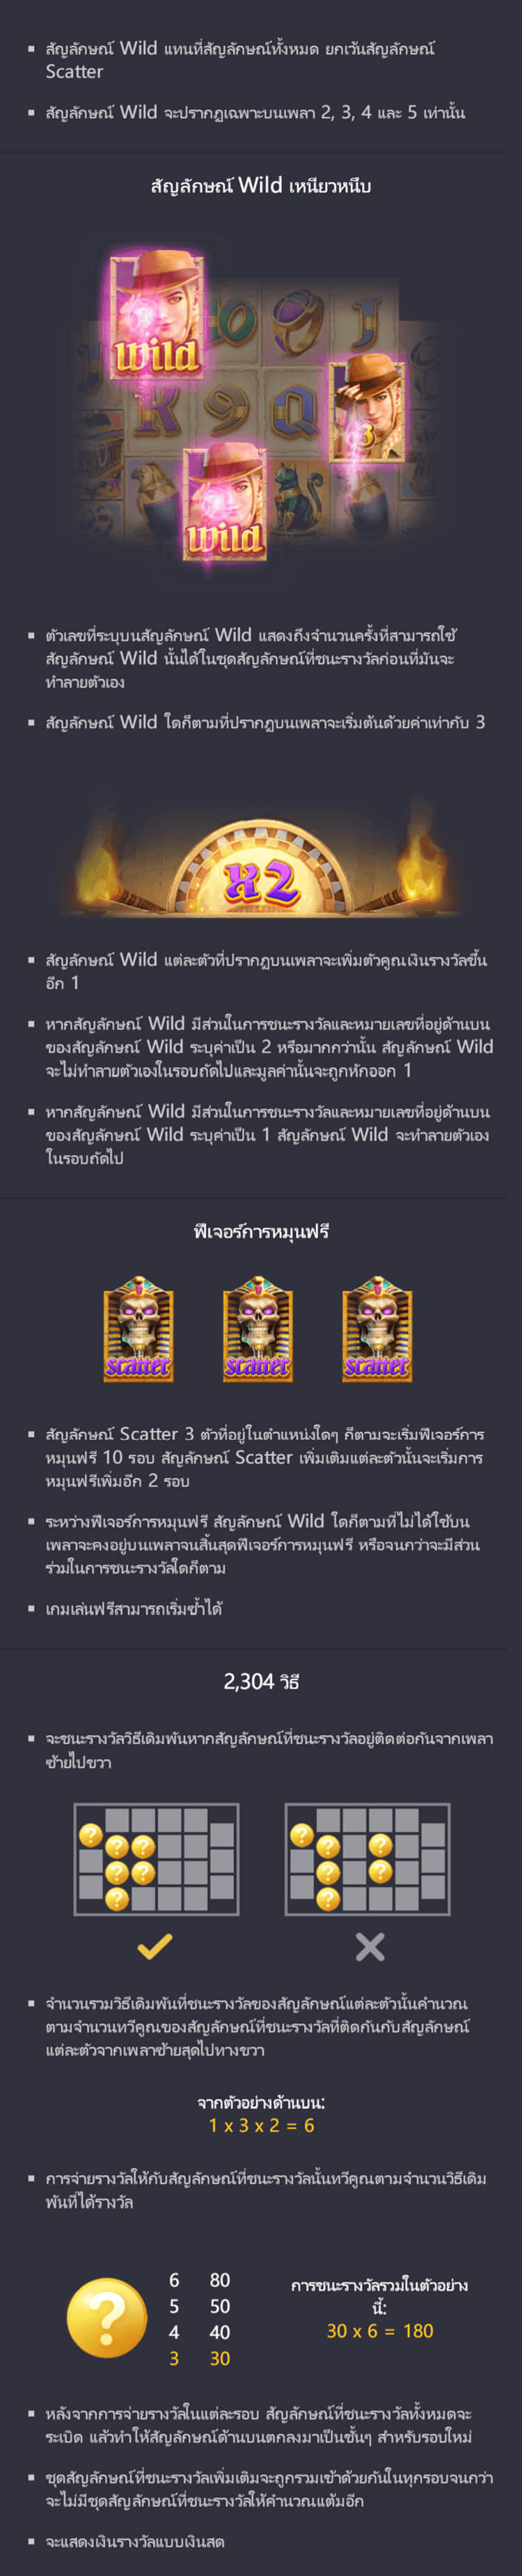 ▪ สัญลักษณ์ Wild แทนที่สัญลักษณ์ทั้งหมด ยกเว้นสัญลักษณ์
Scatter
▪ สัญลักษณ์ Wild จะปรากฏเฉพาะบนเพลา 2, 3, 4 และ 5 เท่านั้น
สัญลักษณ์ Wild เหนียวหนึบ
10 J
Wild
K 9 Q
3
Wild
▪ ตัวเลขที่ระบุบนสัญลักษณ์ Wild แสดงถึงจำนวนครั้งที่สามารถใช้
สัญลักษณ์ Wild นั้นได้ในชุดสัญลักษณ์ที่ชนะรางวัลก่อนที่มันจะ
ทำลายตัวเอง
▪ สัญลักษณ์ Wild ใดก็ตามที่ปรากฏบนเพลาจะเริ่มต้นด้วยค่าเท่ากับ 3
x2
▪ สัญลักษณ์ Wild แต่ละตัวที่ปรากฏบนเพลาจะเพิ่มตัวคูณเงินรางวัลขึ้น
อีก 1
▪ หากสัญลักษณ์ Wild มีส่วนในการชนะรางวัลและหมายเลขที่อยู่ด้านบน
ของสัญลักษณ์ Wild ระบุค่าเป็น 2 หรือมากกว่านั้น สัญลักษณ์ Wild
จะไม่ทำลายตัวเองในรอบถัดไปและมูลค่านั้นจะถูกหักออก 1
▪ หากสัญลักษณ์ Wild มีส่วนในการชนะรางวัลและหมายเลขที่อยู่ด้านบน
ของสัญลักษณ์ Wild ระบุค่าเป็น 1 สัญลักษณ์ Wild จะทำลายตัวเอง
ในรอบถัดไป
ฟีเจอร์การหมุนฟรี
scatter scatter scatter
▪ สัญลักษณ์ Scatter 3 ตัวที่อยู่ในตำแหน่งใดๆ ก็ตามจะเริ่มฟีเจอร์การ
หมุนฟรี 10 รอบ สัญลักษณ์ Scatter เพิ่มเติมแต่ละตัวนั้นจะเริ่มการ
หมุนฟรีเพิ่มอีก 2 รอบ
▪ ระหว่างฟีเจอร์การหมุนฟรี สัญลักษณ์ Wild ใดก็ตามที่ไม่ได้ใช้บน
เพลาจะคงอยู่บนเพลาจนสิ้นสุดฟีเจอร์การหมุนฟรี หรือจนกว่าจะมีส่วน
ร่วมในการชนะรางวัลใดก็ตาม
▪ เกมเล่นฟรีสามารถเริ่มซ้ำได้
2,304 วิธี
▪ จะชนะรางวัลวิธีเดิมพันหากสัญลักษณ์ที่ชนะรางวัลอยู่ติดต่อกันจากเพลา
ซ้ายไปขวา
? ?
? ? ? ?
? ? ? ?
? ?
▪ จำนวนรวมวิธีเดิมพันที่ชนะรางวัลของสัญลักษณ์แต่ละตัวนั้นคำนวณ
ตามจำนวนทวีคูณของสัญลักษณ์ที่ชนะรางวัลที่ติดกันกับสัญลักษณ์
แต่ละตัวจากเพลาซ้ายสุดไปทางขวา
จากตัวอย่างด้านบน:
1 x 3 x 2 = 6
▪ การจ่ายรางวัลให้กับสัญลักษณ์ที่ชนะรางวัลนั้นทวีคูณตามจำนวนวิธีเดิม
พันที่ได้รางวัล
?
6 80
5 50
4 40
3 30
การชนะรางวัลรวมในตัวอย่าง
นี้:
30 x 6 = 180
▪ หลังจากการจ่ายรางวัลในแต่ละรอบ สัญลักษณ์ที่ชนะรางวัลทั้งหมดจะ
ระเบิด แล้วทำให้สัญลักษณ์ด้านบนตกลงมาเป็นชั้นๆ สำหรับรอบใหม่
▪ ชุดสัญลักษณ์ที่ชนะรางวัลเพิ่มเติมจะถูกรวมเข้าด้วยกันในทุกรอบจนกว่า
จะไม่มีชุดสัญลักษณ์ที่ชนะรางวัลให้คำนวณแต้มอีก
▪ จะแสดงเงินรางวัลแบบเงินสด